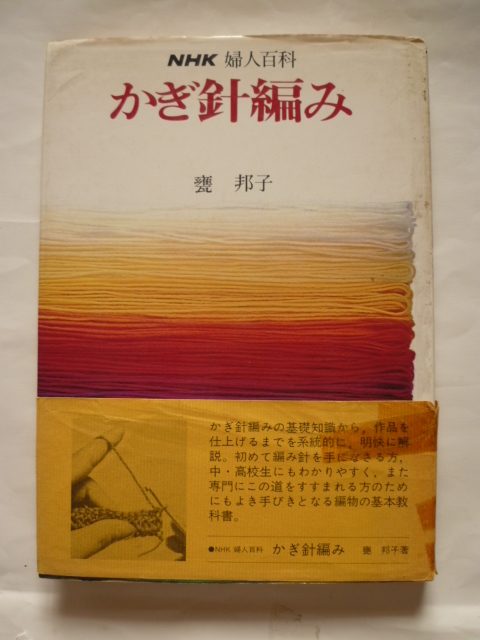 NHK 婦人百科
かぎ針編み
甕 邦子
かぎ針編みの基礎知識から，作品を
仕上げるまでを系統的に，明快に解
説。初めて編み針を手になさる方，
中・高校生にもわかりやすく，また
専門にこの道をすすまれる方のため
にもよき手びきとなる編物の基本教
科書。
●NHK 婦人百科 かぎ針編み 甕 邦子著